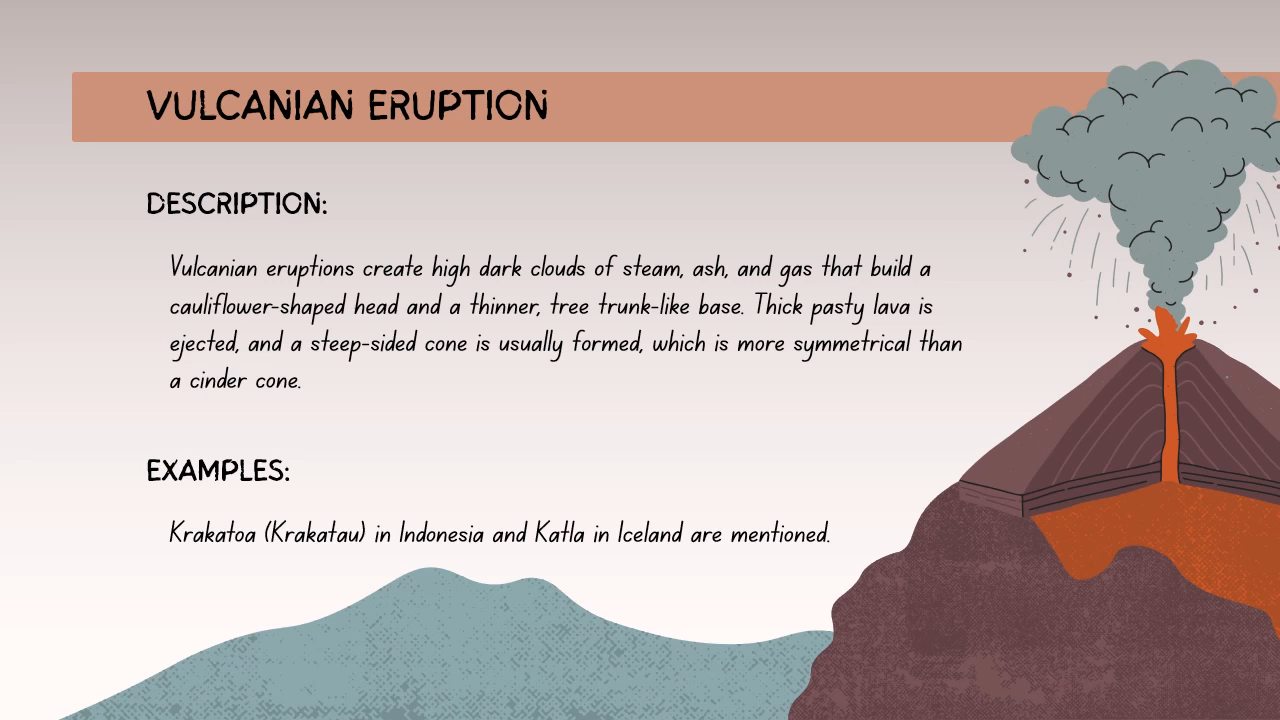 VULCANIAN ERUPTION
DESCRIPTION:
Vulcanian eruptions create high dark clouds of steam, ash, and gas that build a
cauliflower-shaped head and a thinner, tree trunk-like base. Thick pasty lava is
ejected, and a steep-sided cone is usually formed, which is more symmetrical than
a cinder cone.
EXAMPLES:
Krakatoa (Krakatau) in Indonesia and Katla in Iceland are mentioned.